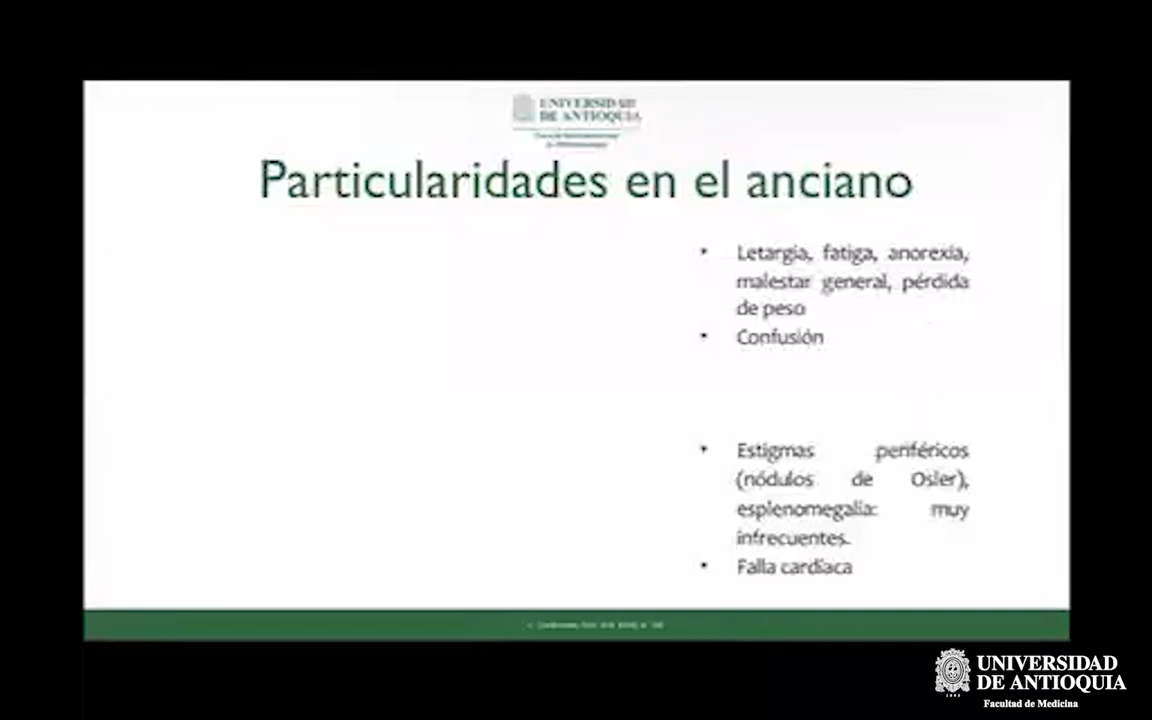 UNIVERSIDAD
DE ANTIOQUIA
Particularidades en el anciano
• Letargia, fatiga, anorexia,
malestar general, pérdida
de peso
• Confusión
• Estigmas periféricos
(nódulos de Osler),
esplenomegalia: muy
infrecuentes.
• Falla cardíaca
UNIVERSIDAD
DE ANTIOQUIA
Facultad de Medicina